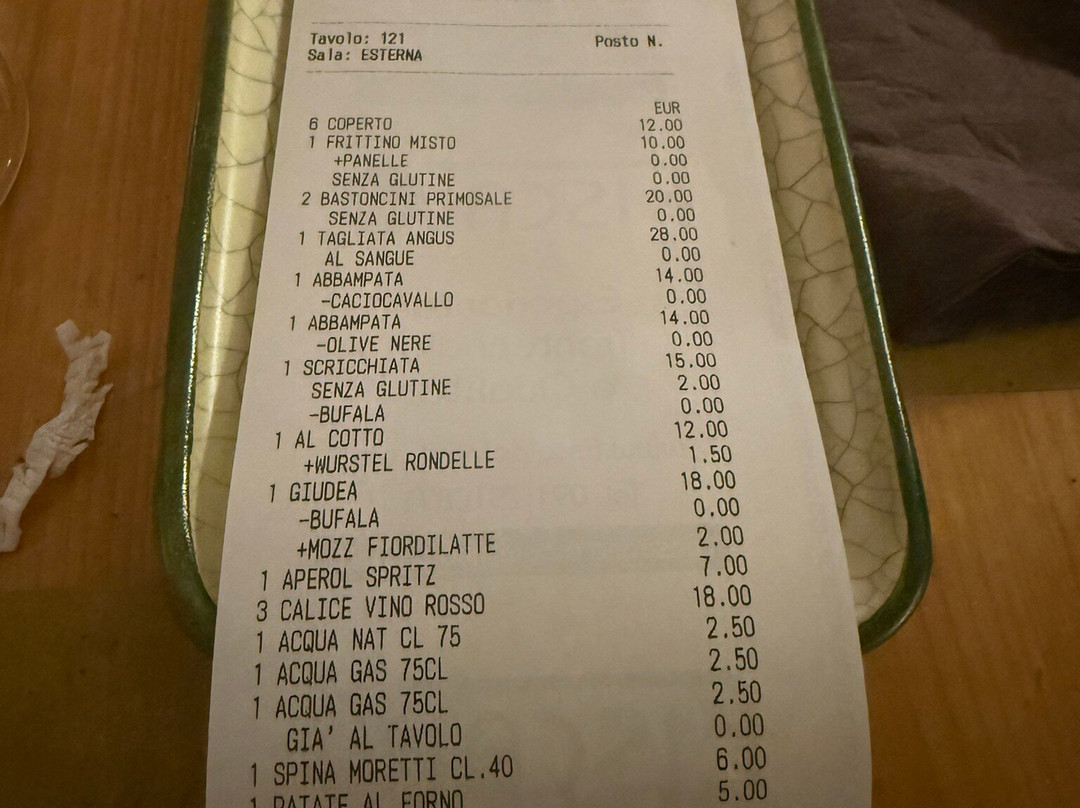 Tavolo: 121 Posto N.
Sala: ESTERNA
EUR
6 COPERTO 12.00
1 FRITTINO MISTO 10.00
+PANELLE 0.00
SENZA GLUTINE 0.00
2 BASTONCINI PRIMOSALE 20.00
SENZA GLUTINE 0.00
1 TAGLIATA ANGUS 28.00
AL SANGUE 0.00
1 ABBAMPATA 14.00
-CACIOCAVALLO 0.00
1 ABBAMPATA 14.00
-OLIVE NERE 0.00
1 SCRICCHIATA 15.00
SENZA GLUTINE 2.00
-BUFALA 0.00
1 AL COTTO 12.00
+WURSTEL RONDELLE 1.50
1 GIUDEA 18.00
-BUFALA 0.00
+MOZZ FIORDILATTE 2.00
1 APEROL SPRITZ 7.00
3 CALICE VINO ROSSO 18.00
1 ACQUA NAT CL 75 2.50
1 ACQUA GAS 75CL 2.50
1 ACQUA GAS 75CL 2.50
GIA' AL TAVOLO 0.00
1 SPINA MORETTI CL.40 6.00
1 PATATE AL FORNO 5.00